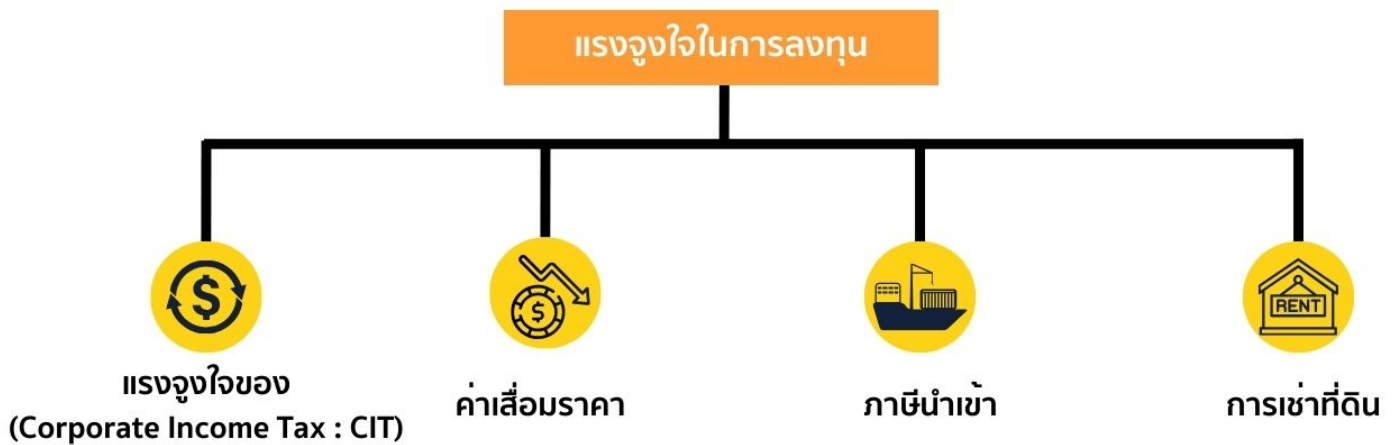 แรงจูงใจในการลงทุน
$
$
RENT
แรงจูงใจของ
(Corporate Income Tax : CIT)
ค่าเสื่อมราคา
ภาษีนำเข้า
การเช่าที่ดิน